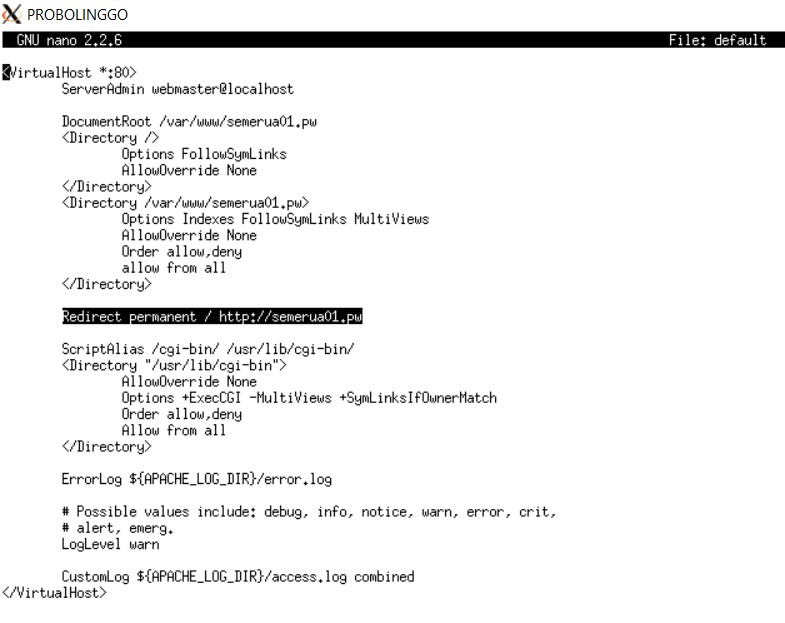 PROBOLINGGO
GNU nano 2.2.6 File: default
<VirtualHost *:80>
ServerAdmin webmaster@localhost
DocumentRoot /var/www/semerua01.pw
<Directory />
Options FollowSymLinks
AllowOverride None
</Directory>
<Directory /var/www/semerua01.pw>
Options Indexes FollowSymLinks MultiViews
AllowOverride None
Order allow,deny
allow from all
</Directory>
Redirect permanent / http://semerua01.pw
ScriptAlias /cgi-bin/ /usr/lib/cgi-bin/
<Directory "/usr/lib/cgi-bin">
AllowOverride None
Options +ExecCGI -MultiViews +SymLinksIfOwnerMatch
Order allow,deny
Allow from all
</Directory>
ErrorLog ${APACHE_LOG_DIR}/error.log
# Possible values include: debug, info, notice, warn, error, crit,
# alert, emerg.
LogLevel warn
CustomLog ${APACHE_LOG_DIR}/access.log combined
</VirtualHost>